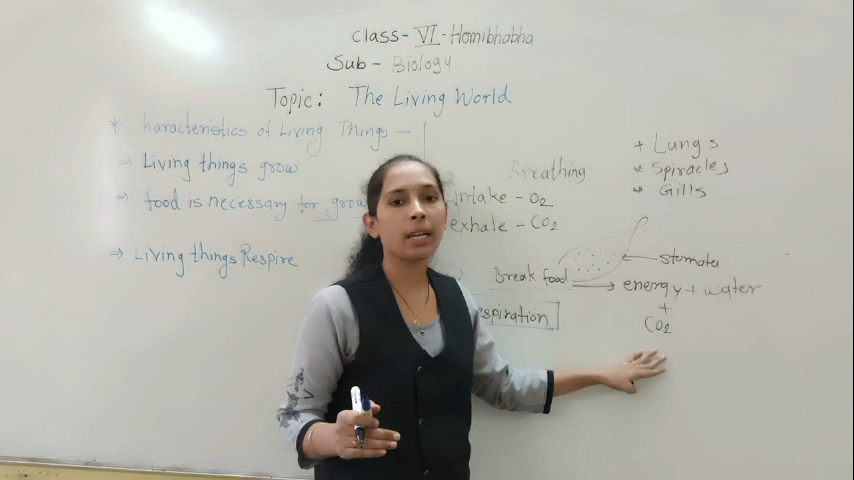 Class - VI - Homibhabha
Sub - Biology
Topic: The Living World
* haracteristics of Living Things -
⇒ Living things grow
⇒ food is necessary for grow
⇒ Living things Respire
Breathing
intake - O2
exhale - CO2
Break food → energy + water
+
CO2
espiration
+ Lungs
* Spiracles
* Gills
← stomata